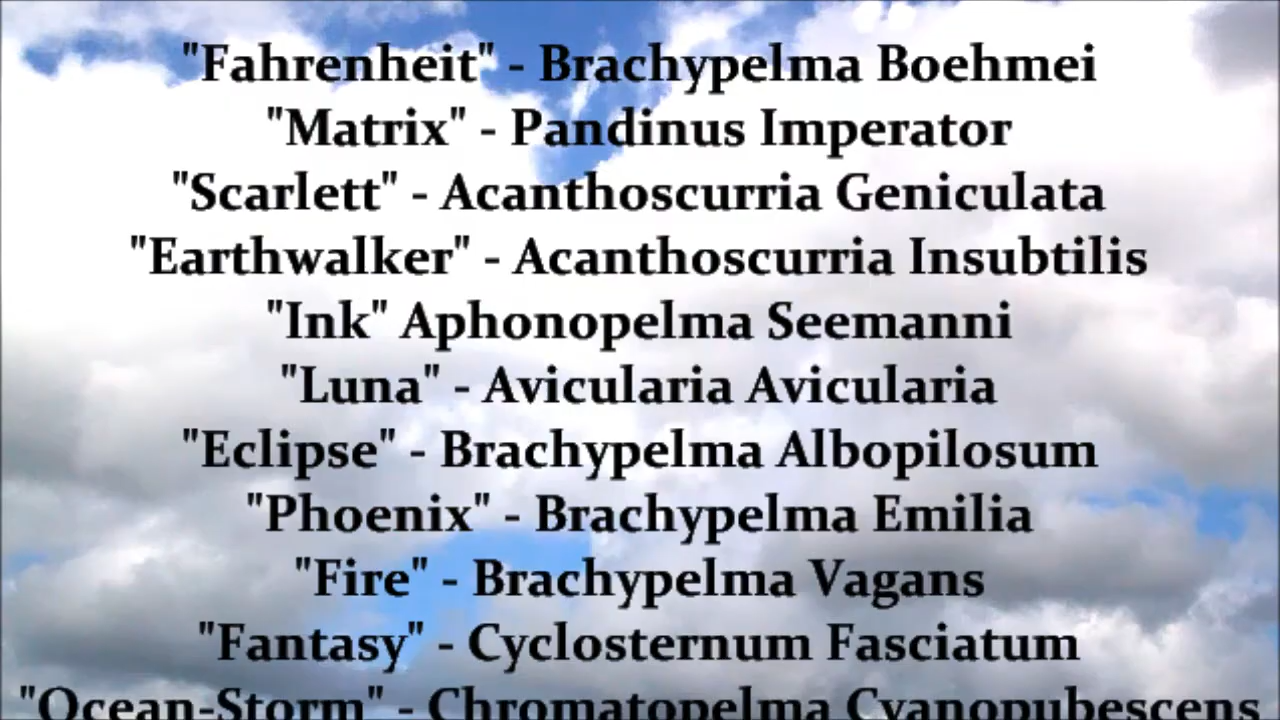 "Fahrenheit" - Brachypelma Boehmei
"Matrix" - Pandinus Imperator
"Scarlett" - Acanthoscurria Geniculata
"Earthwalker" - Acanthoscurria Insubtilis
"Ink" Aphonopelma Seemanni
"Luna" - Avicularia Avicularia
"Eclipse" - Brachypelma Albopilosum
"Phoenix" - Brachypelma Emilia
"Fire" - Brachypelma Vagans
"Fantasy" - Cyclosternum Fasciatum
"Ocean-Storm" - Chromatopelma Cyanopubescens